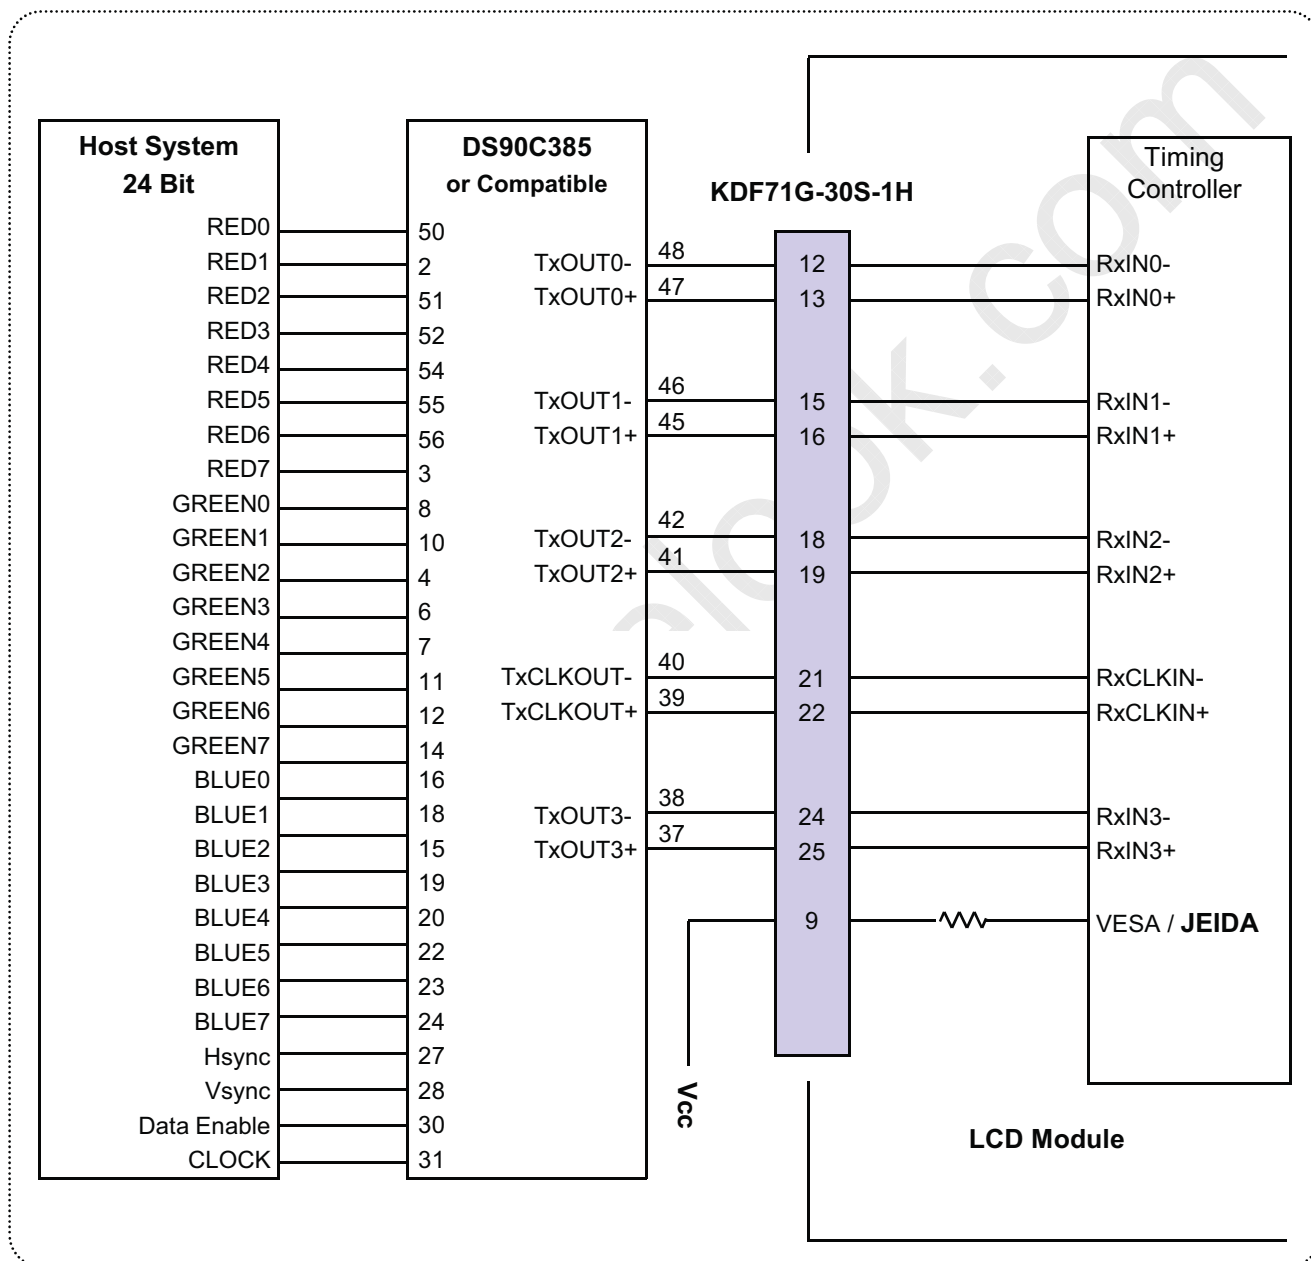 Host System
24 Bit
RED0
RED1
RED2
RED3
RED4
RED5
RED6
RED7
GREEN0
GREEN1
GREEN2
GREEN3
GREEN4
GREEN5
GREEN6
GREEN7
BLUE0
BLUE1
BLUE2
BLUE3
BLUE4
BLUE5
BLUE6
BLUE7
Hsync
Vsync
Data Enable
CLOCK
DS90C385
or Compatible
50
2
51
52
54
55
56
3
8
10
4
6
7
11
12
14
16
18
15
19
20
22
23
24
27
28
30
31
TxOUT0-
TxOUT0+
TxOUT1-
TxOUT1+
TxOUT2-
TxOUT2+
TxCLKOUT-
TxCLKOUT+
TxOUT3-
TxOUT3+
48
47
46
45
42
41
40
39
38
37
Vcc
KDF71G-30S-1H
12
13
15
16
18
19
21
22
24
25
9
Timing
Controller
RxIN0-
RxIN0+
RxIN1-
RxIN1+
RxIN2-
RxIN2+
RxCLKIN-
RxCLKIN+
RxIN3-
RxIN3+
VESA / JEIDA
LCD Module
elook.com